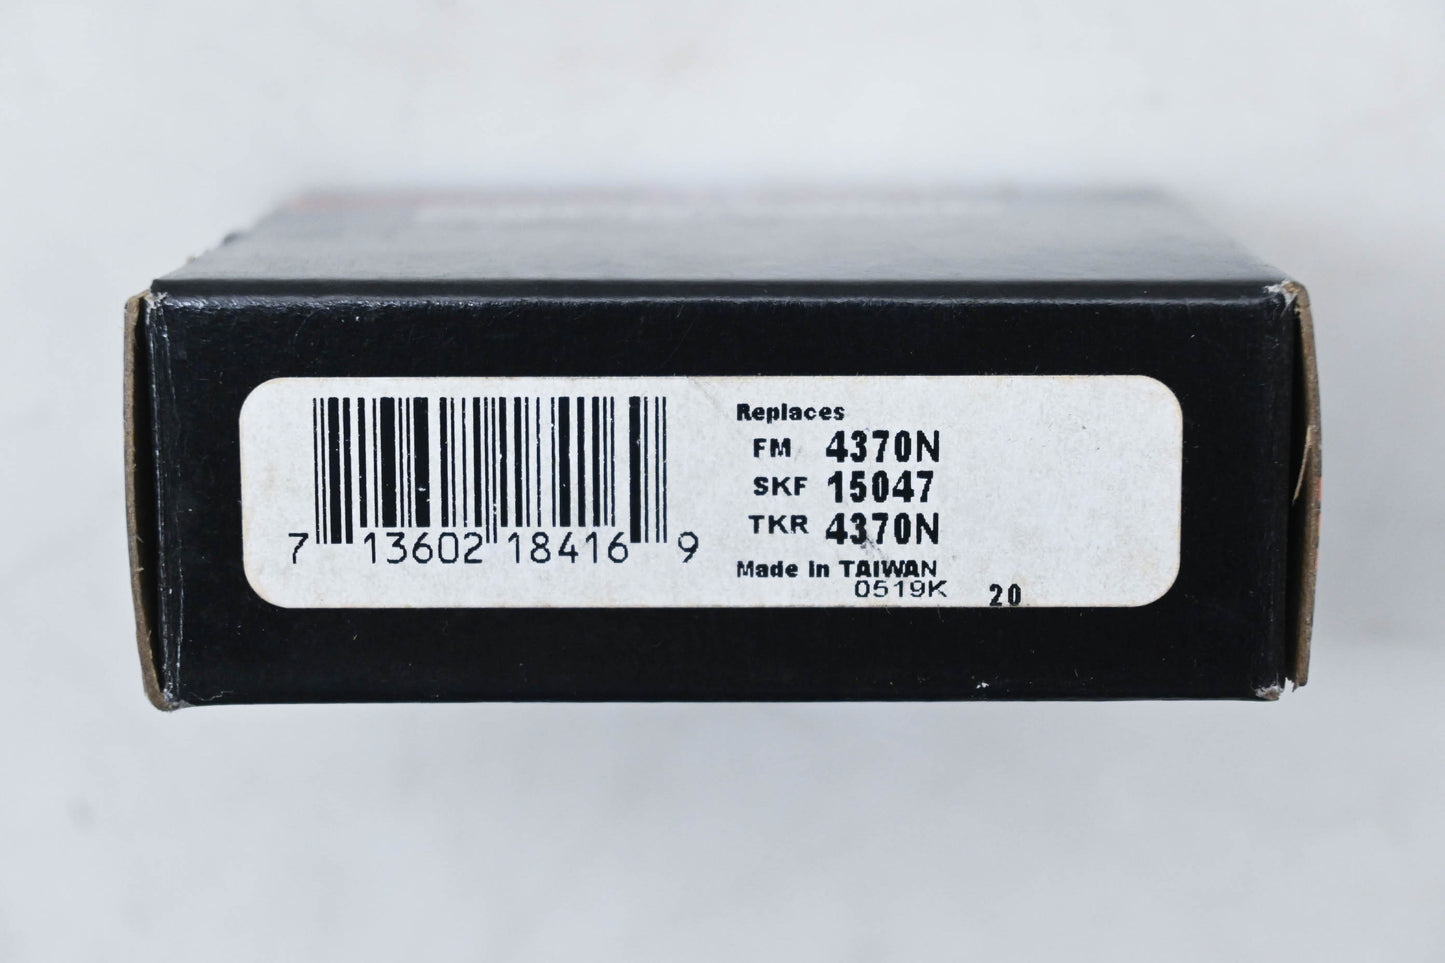 7 13602 18416 9
Replaces
FM 4370N
SKF 15047
TKR 4370N
Made in TAIWAN
0519K 20